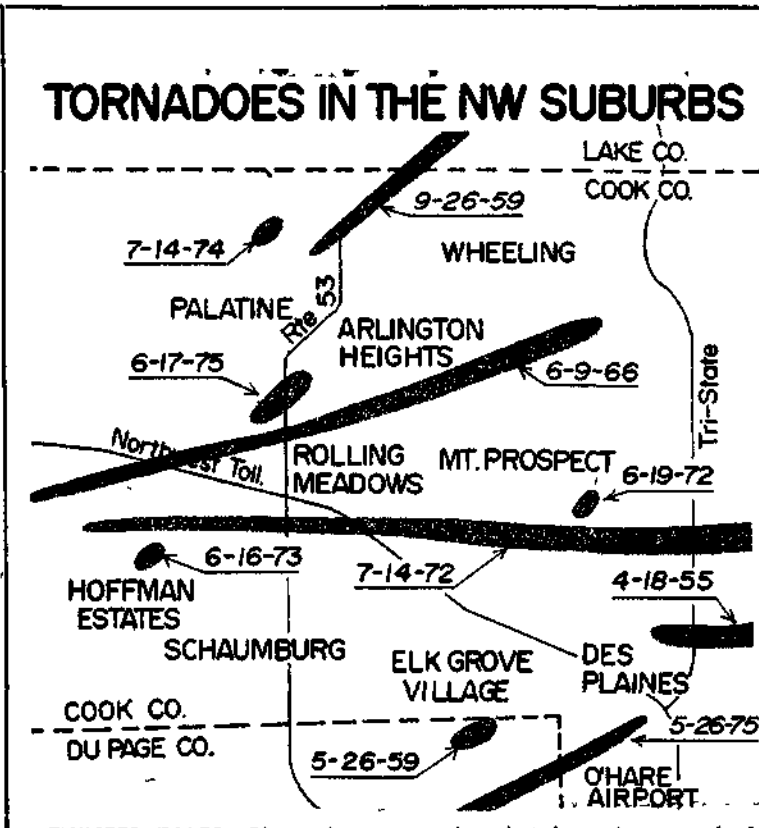 TORNADOES IN THE NW SUBURBS
LAKE CO.
COOK CO.
9-26-59
7-14-74
WHEELING
PALATINE
Rte 53
ARLINGTON
HEIGHTS
6-17-75
6-9-66
Tri-State
Northwest Toll.
ROLLING
MEADOWS
MT. PROSPECT
6-19-72
6-16-73
7-14-72
HOFFMAN
ESTATES
4-18-55
SCHAUMBURG
ELK GROVE
VILLAGE
DES
PLAINES
COOK CO.
DU PAGE CO.
5-26-59
5-26-75
O'HARE
AIRPORT